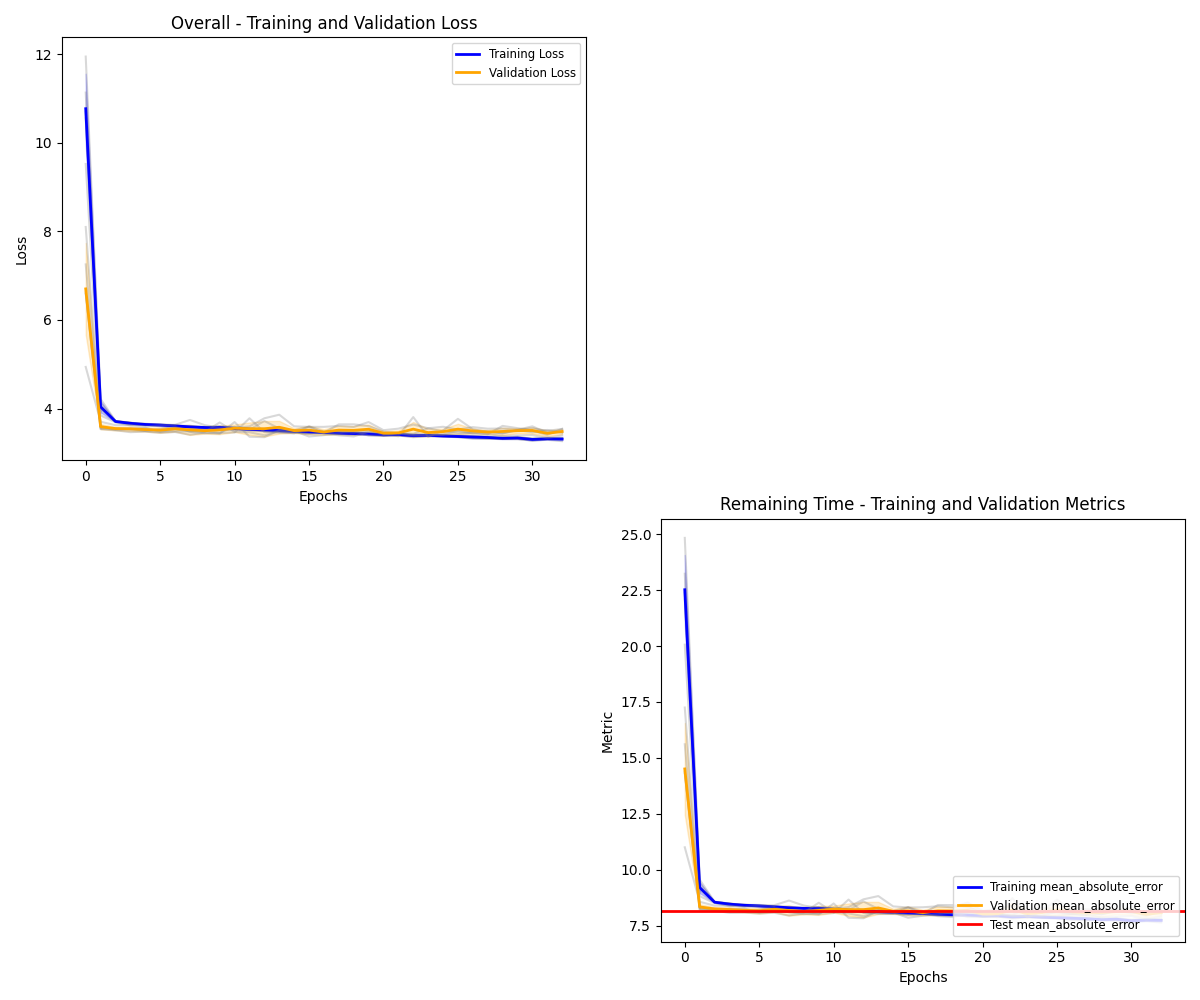 Overall - Training and Validation Loss
12
10
8
6
4
Loss
Training Loss
Validation Loss
0 5 10 15 20 25 30
Epochs
Remaining Time - Training and Validation Metrics
25.0
22.5
20.0
17.5
15.0
12.5
10.0
7.5
Metric
Training mean_absolute_error
Validation mean_absolute_error
Test mean_absolute_error
0 5 10 15 20 25 30
Epochs